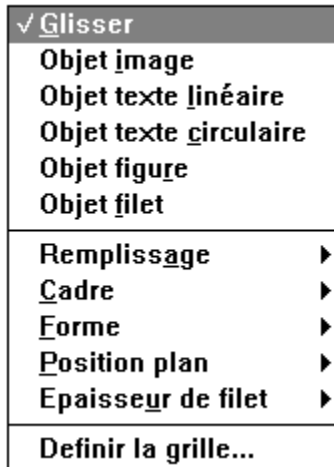 Glisser
Objet image
Objet texte linéaire
Objet texte circulaire
Objet figure
Objet filet
Remplissage
Cadre
Forme
Position plan
Epaisseur de filet
Definir la grille...